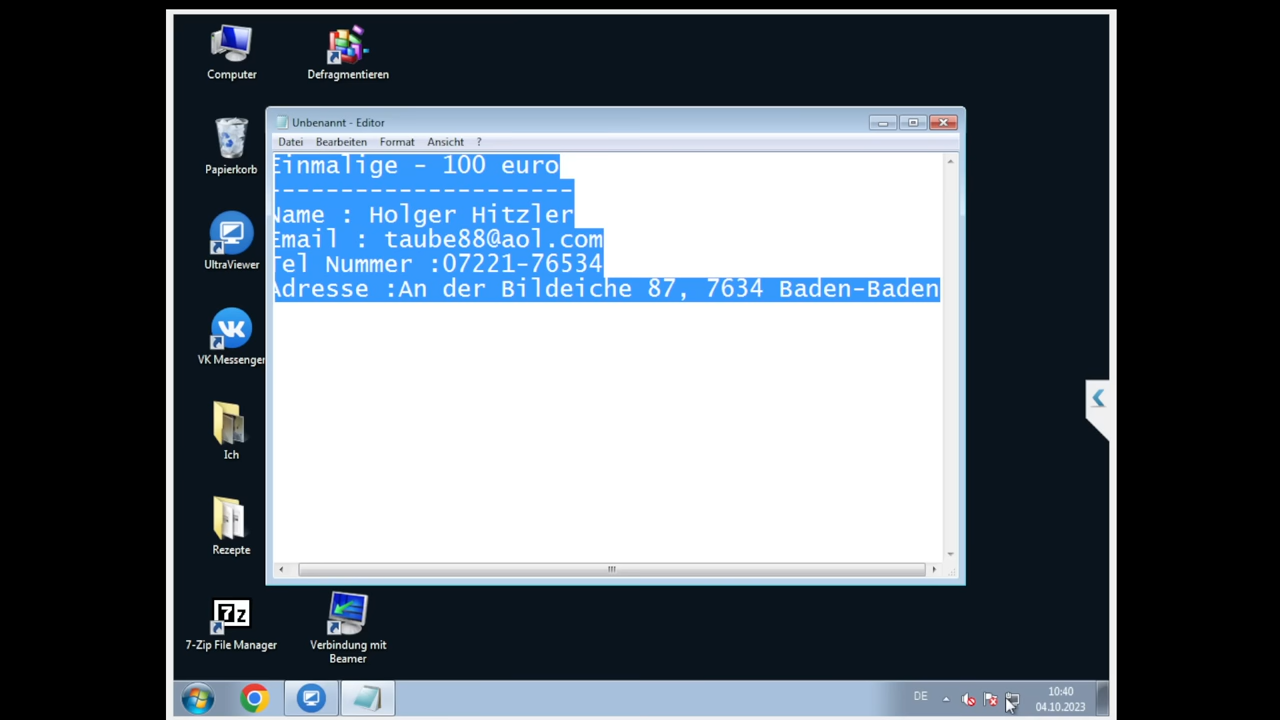 Computer
Defragmentieren
Papierkorb
UltraViewer
VK Messenger
Ich
Rezepte
7-Zip File Manager
Verbindung mit
Beamer
Unbenannt - Editor
Datei Bearbeiten Format Ansicht ?
Einmalige - 100 euro
---------------------
Name : Holger Hitzler
Email : taube88@aol.com
Tel Nummer :07221-76534
Adresse :An der Bildeiche 87, 7634 Baden-Baden
7z
DE
10:40
04.10.2023